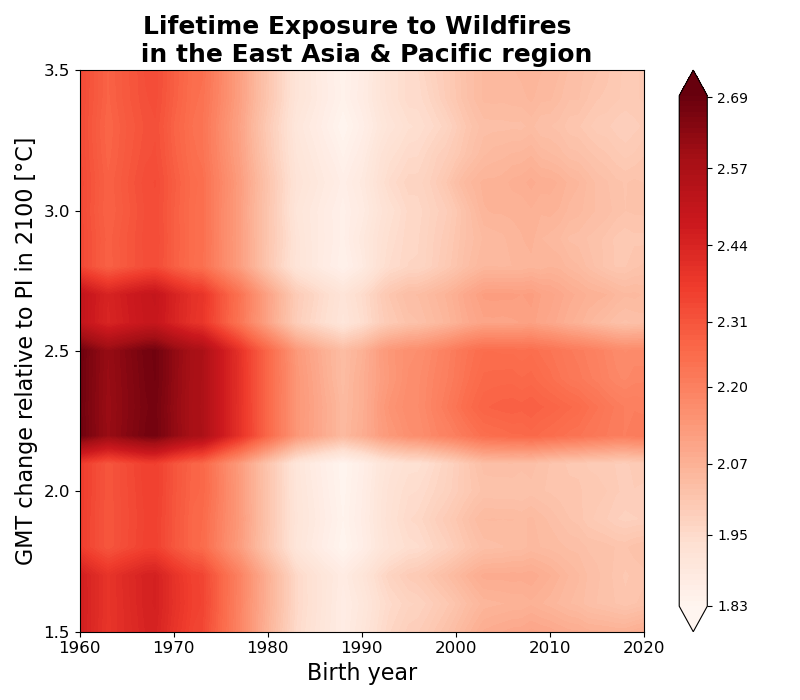 Lifetime Exposure to Wildfires
in the East Asia & Pacific region
GMT change relative to PI in 2100 [°C]
3.5
3.0
2.5
2.0
1.5
1960 1970 1980 1990 2000 2010 2020
Birth year
2.69
2.57
2.44
2.31
2.20
2.07
1.95
1.83